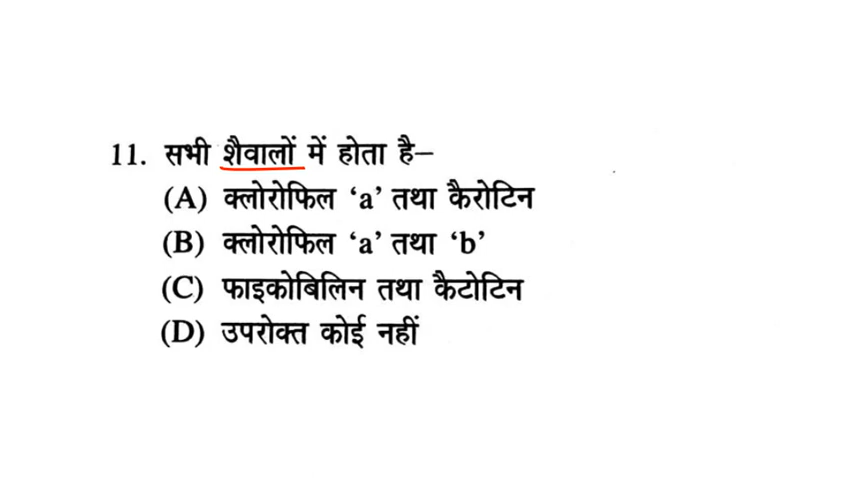 11. सभी शैवालों में होता है–
(A) क्लोरोफिल ‘a’ तथा कैरोटिन
(B) क्लोरोफिल ‘a’ तथा ‘b’
(C) फाइकोबिलिन तथा कैटोटिन
(D) उपरोक्त कोई नहीं